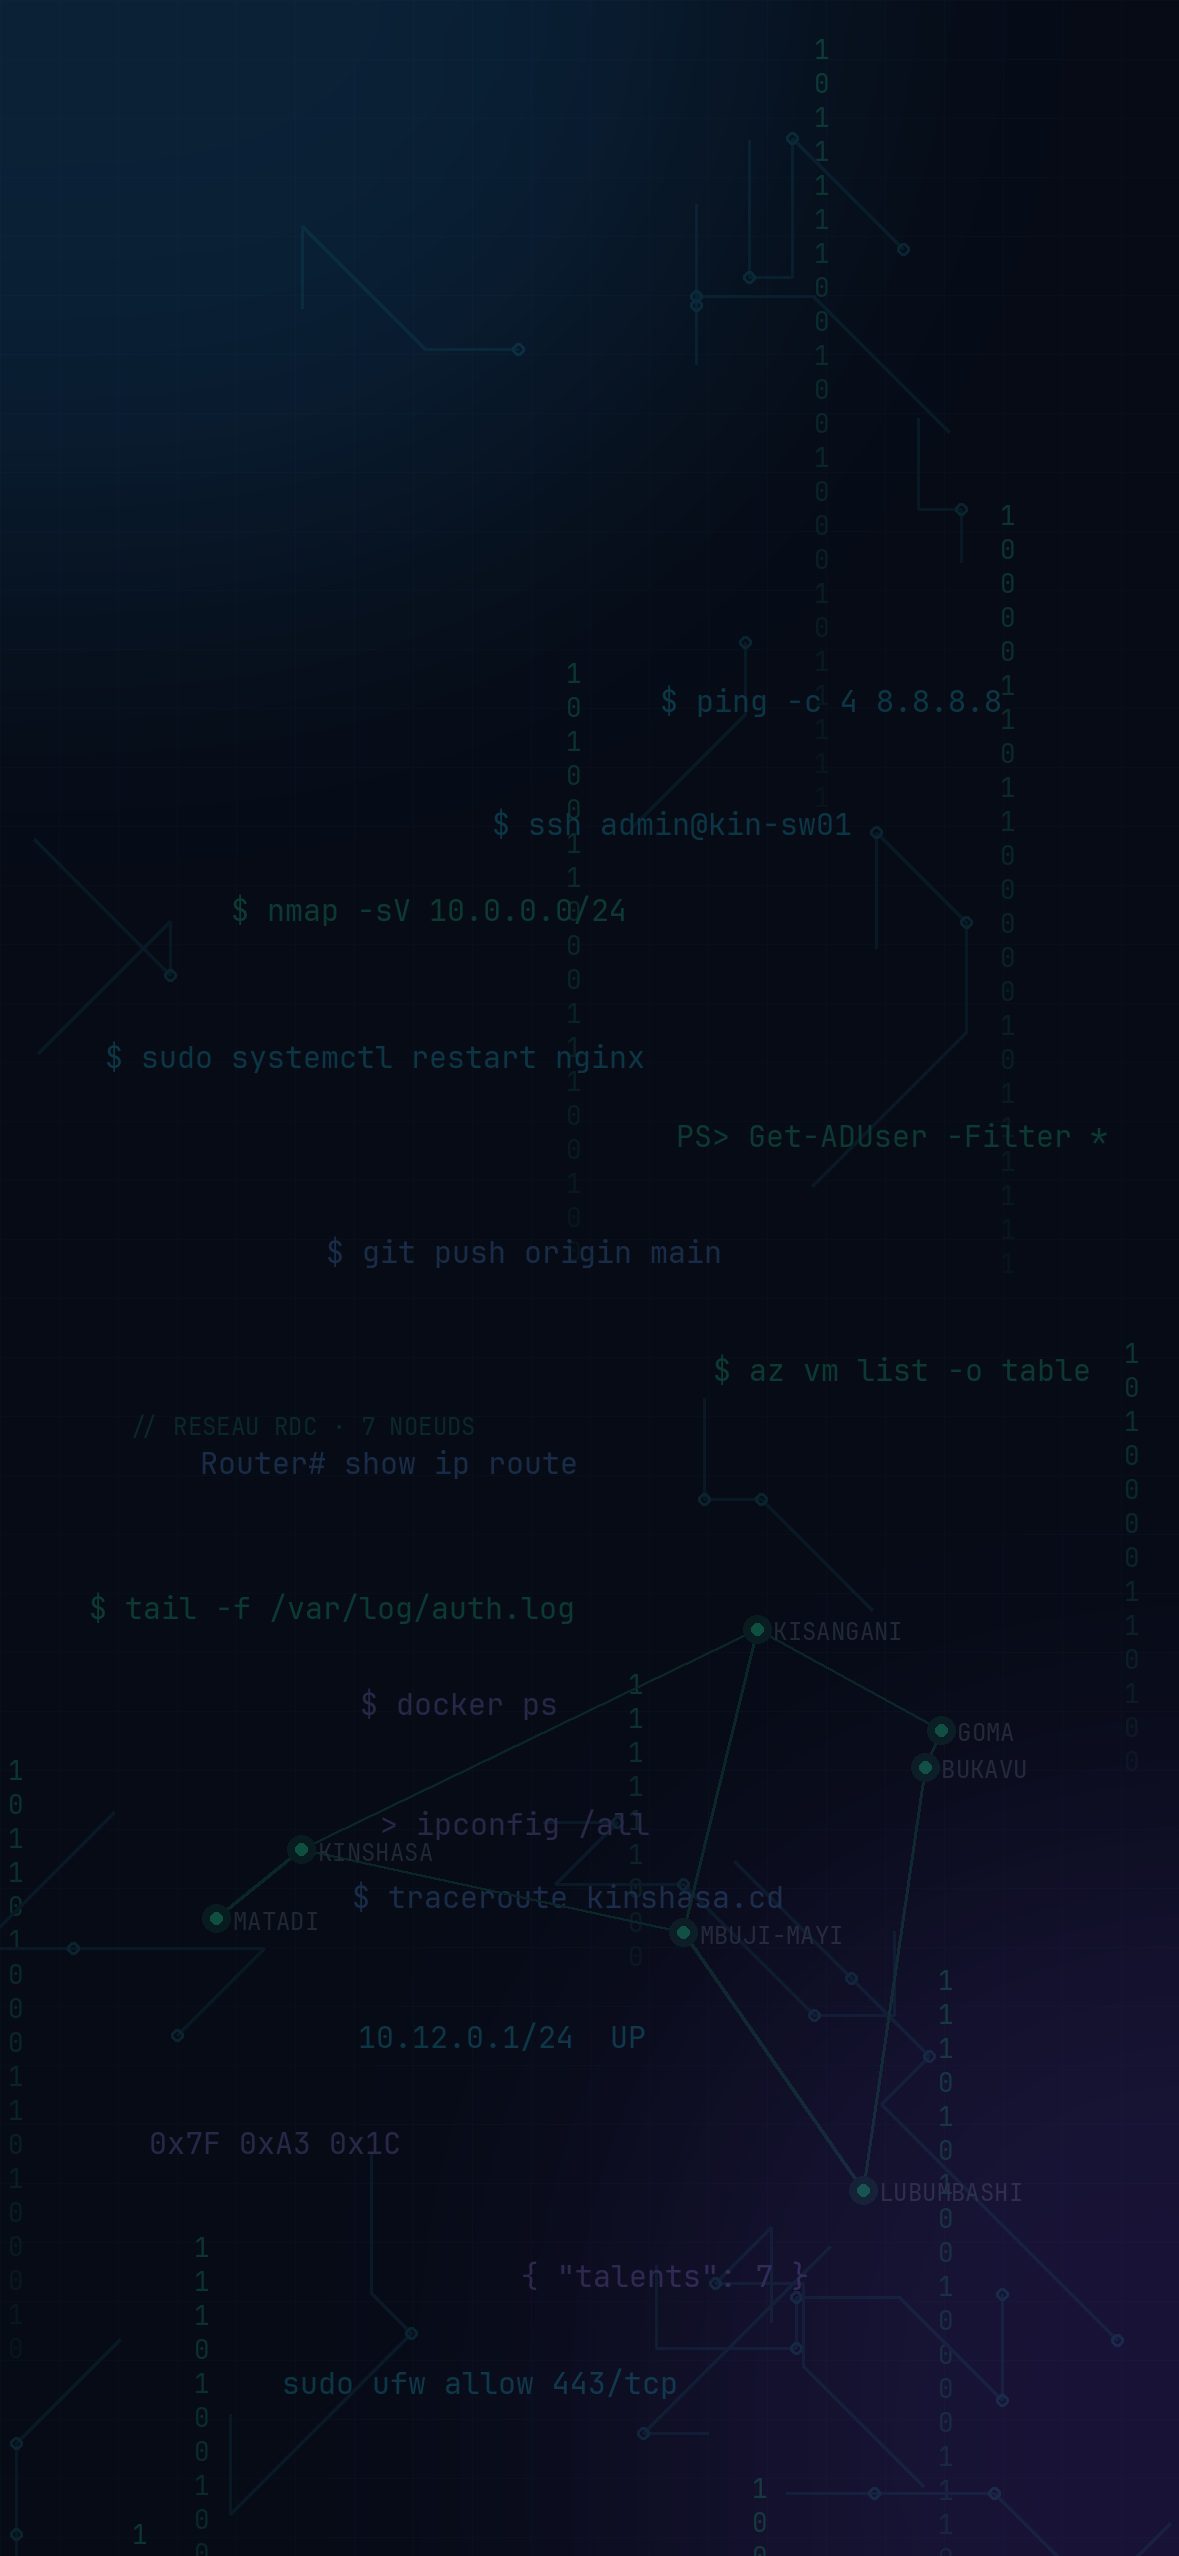 $ ping -c 4 8.8.8.8
$ ssh admin@kin-sw01
$ nmap -sV 10.0.0.0/24
$ sudo systemctl restart nginx
PS> Get-ADUser -Filter *
$ git push origin main
$ az vm list -o table
// RESEAU RDC · 7 NOEUDS
Router# show ip route
$ tail -f /var/log/auth.log
KISANGANI
$ docker ps
GOMA
BUKAVU
> ipconfig /all
KINSHASA
$ traceroute kinshasa.cd
MATADI
MBUJI-MAYI
10.12.0.1/24  UP
0x7F 0xA3 0x1C
LUBUMBASHI
{ "talents": 7 }
sudo ufw allow 443/tcp